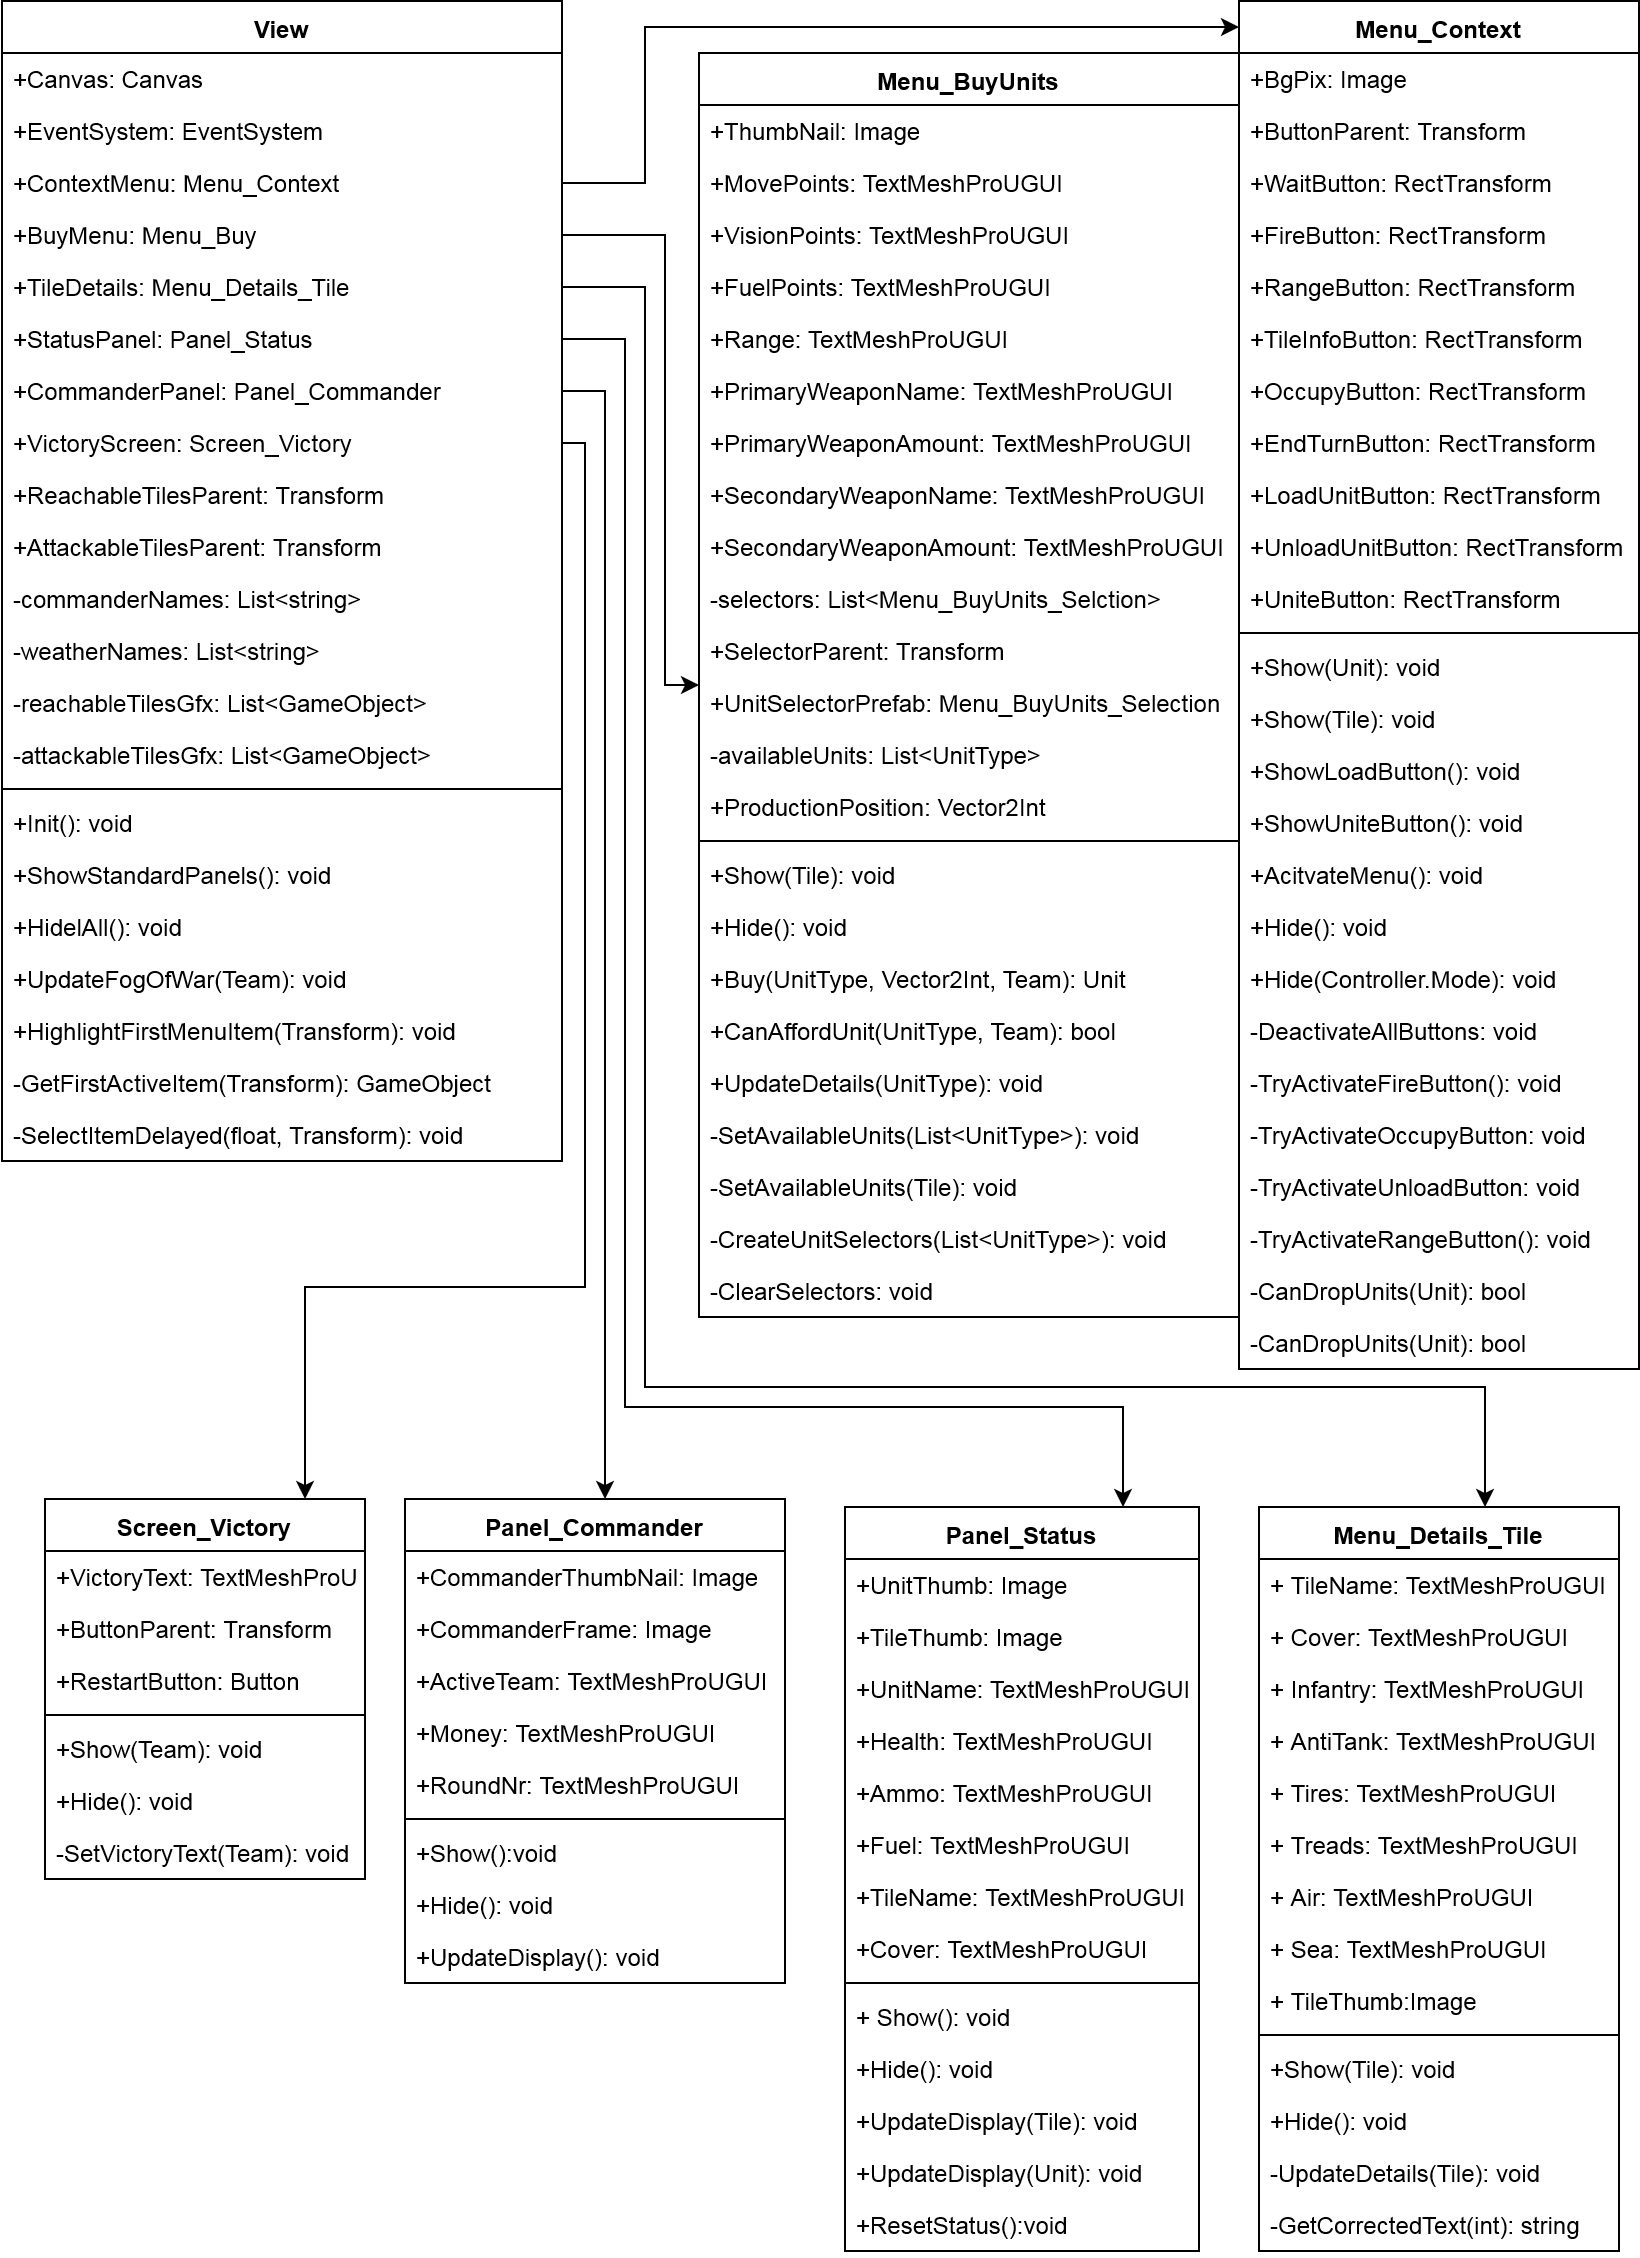 View
+Canvas: Canvas
+EventSystem: EventSystem
+ContextMenu: Menu_Context
+BuyMenu: Menu_Buy
+TileDetails: Menu_Details_Tile
+StatusPanel: Panel_Status
+CommanderPanel: Panel_Commander
+VictoryScreen: Screen_Victory
+ReachableTilesParent: Transform
+AttackableTilesParent: Transform
-commanderNames: List<string>
-weatherNames: List<string>
-reachableTilesGfx: List<GameObject>
-attackableTilesGfx: List<GameObject>
+Init(): void
+ShowStandardPanels(): void
+HidelAll(): void
+UpdateFogOfWar(Team): void
+HighlightFirstMenuItem(Transform): void
-GetFirstActiveItem(Transform): GameObject
-SelectItemDelayed(float, Transform): void
Menu_BuyUnits
+ThumbNail: Image
+MovePoints: TextMeshProUGUI
+VisionPoints: TextMeshProUGUI
+FuelPoints: TextMeshProUGUI
+Range: TextMeshProUGUI
+PrimaryWeaponName: TextMeshProUGUI
+PrimaryWeaponAmount: TextMeshProUGUI
+SecondaryWeaponName: TextMeshProUGUI
+SecondaryWeaponAmount: TextMeshProUGUI
-selectors: List<Menu_BuyUnits_Selction>
+SelectorParent: Transform
+UnitSelectorPrefab: Menu_BuyUnits_Selection
-availableUnits: List<UnitType>
+ProductionPosition: Vector2Int
+Show(Tile): void
+Hide(): void
+Buy(UnitType, Vector2Int, Team): Unit
+CanAffordUnit(UnitType, Team): bool
+UpdateDetails(UnitType): void
-SetAvailableUnits(List<UnitType>): void
-SetAvailableUnits(Tile): void
-CreateUnitSelectors(List<UnitType>): void
-ClearSelectors: void
Menu_Context
+BgPix: Image
+ButtonParent: Transform
+WaitButton: RectTransform
+FireButton: RectTransform
+RangeButton: RectTransform
+TileInfoButton: RectTransform
+OccupyButton: RectTransform
+EndTurnButton: RectTransform
+LoadUnitButton: RectTransform
+UnloadUnitButton: RectTransform
+UniteButton: RectTransform
+Show(Unit): void
+Show(Tile): void
+ShowLoadButton(): void
+ShowUniteButton(): void
+AcitvateMenu(): void
+Hide(): void
+Hide(Controller.Mode): void
-DeactivateAllButtons: void
-TryActivateFireButton(): void
-TryActivateOccupyButton: void
-TryActivateUnloadButton: void
-TryActivateRangeButton(): void
-CanDropUnits(Unit): bool
-CanDropUnits(Unit): bool
Screen_Victory
+VictoryText: TextMeshProU
+ButtonParent: Transform
+RestartButton: Button
+Show(Team): void
+Hide(): void
-SetVictoryText(Team): void
Panel_Commander
+CommanderThumbNail: Image
+CommanderFrame: Image
+ActiveTeam: TextMeshProUGUI
+Money: TextMeshProUGUI
+RoundNr: TextMeshProUGUI
+Show():void
+Hide(): void
+UpdateDisplay(): void
Panel_Status
+UnitThumb: Image
+TileThumb: Image
+UnitName: TextMeshProUGUI
+Health: TextMeshProUGUI
+Ammo: TextMeshProUGUI
+Fuel: TextMeshProUGUI
+TileName: TextMeshProUGUI
+Cover: TextMeshProUGUI
+ Show(): void
+Hide(): void
+UpdateDisplay(Tile): void
+UpdateDisplay(Unit): void
+ResetStatus():void
Menu_Details_Tile
+ TileName: TextMeshProUGUI
+ Cover: TextMeshProUGUI
+ Infantry: TextMeshProUGUI
+ AntiTank: TextMeshProUGUI
+ Tires: TextMeshProUGUI
+ Treads: TextMeshProUGUI
+ Air: TextMeshProUGUI
+ Sea: TextMeshProUGUI
+ TileThumb:Image
+Show(Tile): void
+Hide(): void
-UpdateDetails(Tile): void
-GetCorrectedText(int): string